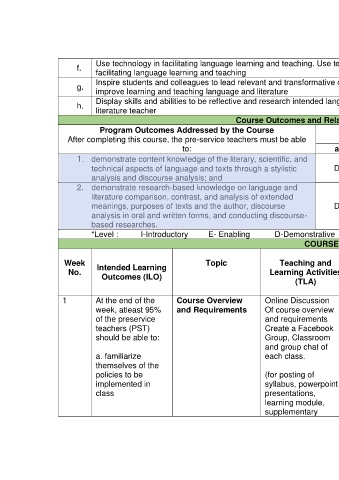 f. Use technology in facilitating language learning and teaching. Use te
facilitating language learning and teaching
g. Inspire students and colleagues to lead relevant and transformative c
improve learning and teaching language and literature
h. Display skills and abilities to be reflective and research intended lang
literature teacher
Course Outcomes and Rela
Program Outcomes Addressed by the Course
After completing this course, the pre-service teachers must be able
to:
a
1. demonstrate content knowledge of the literary, scientific, and
technical aspects of language and texts through a stylistic
analysis and discourse analysis; and
D
2. demonstrate research-based knowledge on language and
literature comparison, contrast, and analysis of extended
meanings, purposes of texts and the author, discourse
analysis in oral and written forms, and conducting discourse-
based researches.
D
*Level : I-Introductory E- Enabling D-Demonstrative
COURSE
Week
No.
Intended Learning
Outcomes (ILO)
Topic
Teaching and
Learning Activities
(TLA)
1
At the end of the
week, atleast 95%
of the preservice
teachers (PST)
should be able to:
a. familiarize
themselves of the
policies to be
implemented in
class
Course Overview
and Requirements
Online Discussion
Of course overview
and requirements
Create a Facebook
Group, Classroom
and group chat of
each class.
(for posting of
syllabus, powerpoint
presentations,
learning module,
supplementary